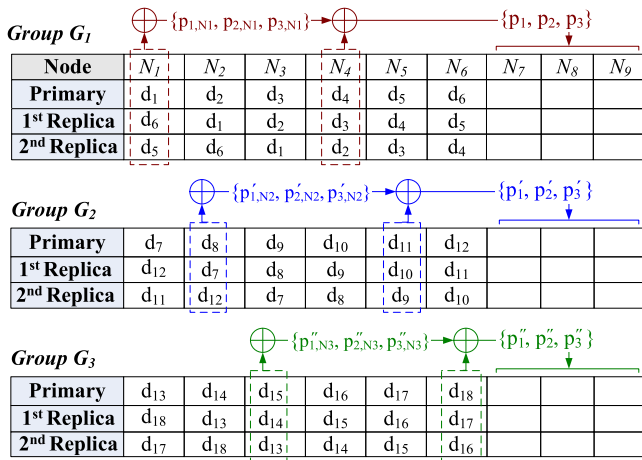 {p1,N1, p2,N1, p3,N1} {p1, p2, p3}
Group G1
Node N1 N2 N3 N4 N5 N6 N7 N8 N9
Primary d1 d2 d3 d4 d5 d6
1st Replica d6 d1 d2 d3 d4 d5
2nd Replica d5 d6 d1 d2 d3 d4
{p′1,N2, p′2,N2, p′3,N2} {p′1, p′2, p′3}
Group G2
Primary d7 d8 d9 d10 d11 d12
1st Replica d12 d7 d8 d9 d10 d11
2nd Replica d11 d12 d7 d8 d9 d10
{p″1,N3, p″2,N3, p″3,N3} {p″1, p″2, p″3}
Group G3
Primary d13 d14 d15 d16 d17 d18
1st Replica d18 d13 d14 d15 d16 d17
2nd Replica d17 d18 d13 d14 d15 d16